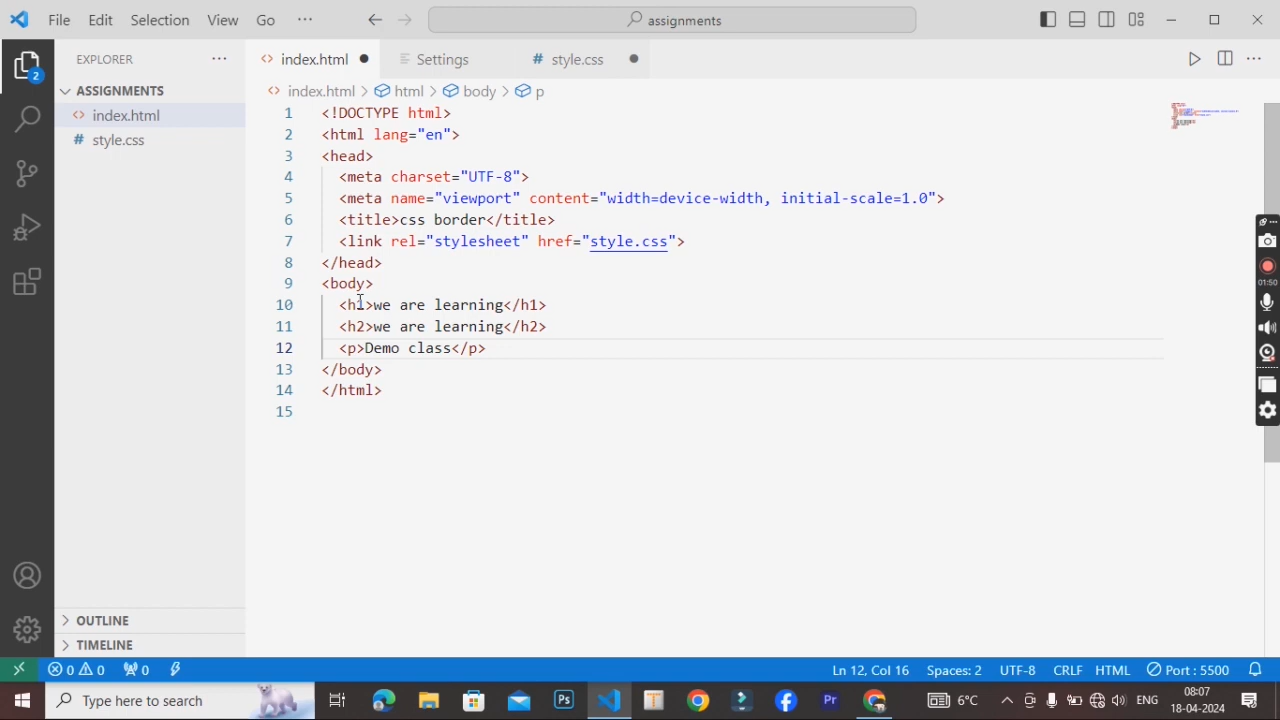 File Edit Selection View Go ··· assignments
EXPLORER ··· index.html Settings # style.css
2
ASSIGNMENTS
index.html
# style.css
index.html > html > body > p
1 <!DOCTYPE html>
2 <html lang="en">
3 <head>
4 <meta charset="UTF-8">
5 <meta name="viewport" content="width=device-width, initial-scale=1.0">
6 <title>css border</title>
7 <link rel="stylesheet" href="style.css">
8 </head>
9 <body>
10 <h1>we are learning</h1>
11 <h2>we are learning</h2>
12 <p>Demo class</p>
13 </body>
14 </html>
15
01:50
OUTLINE
TIMELINE
0 0 0 Ln 12, Col 16 Spaces: 2 UTF-8 CRLF HTML Port : 5500
Type here to search Ps T Pr 6°C ENG 08:07
18-04-2024